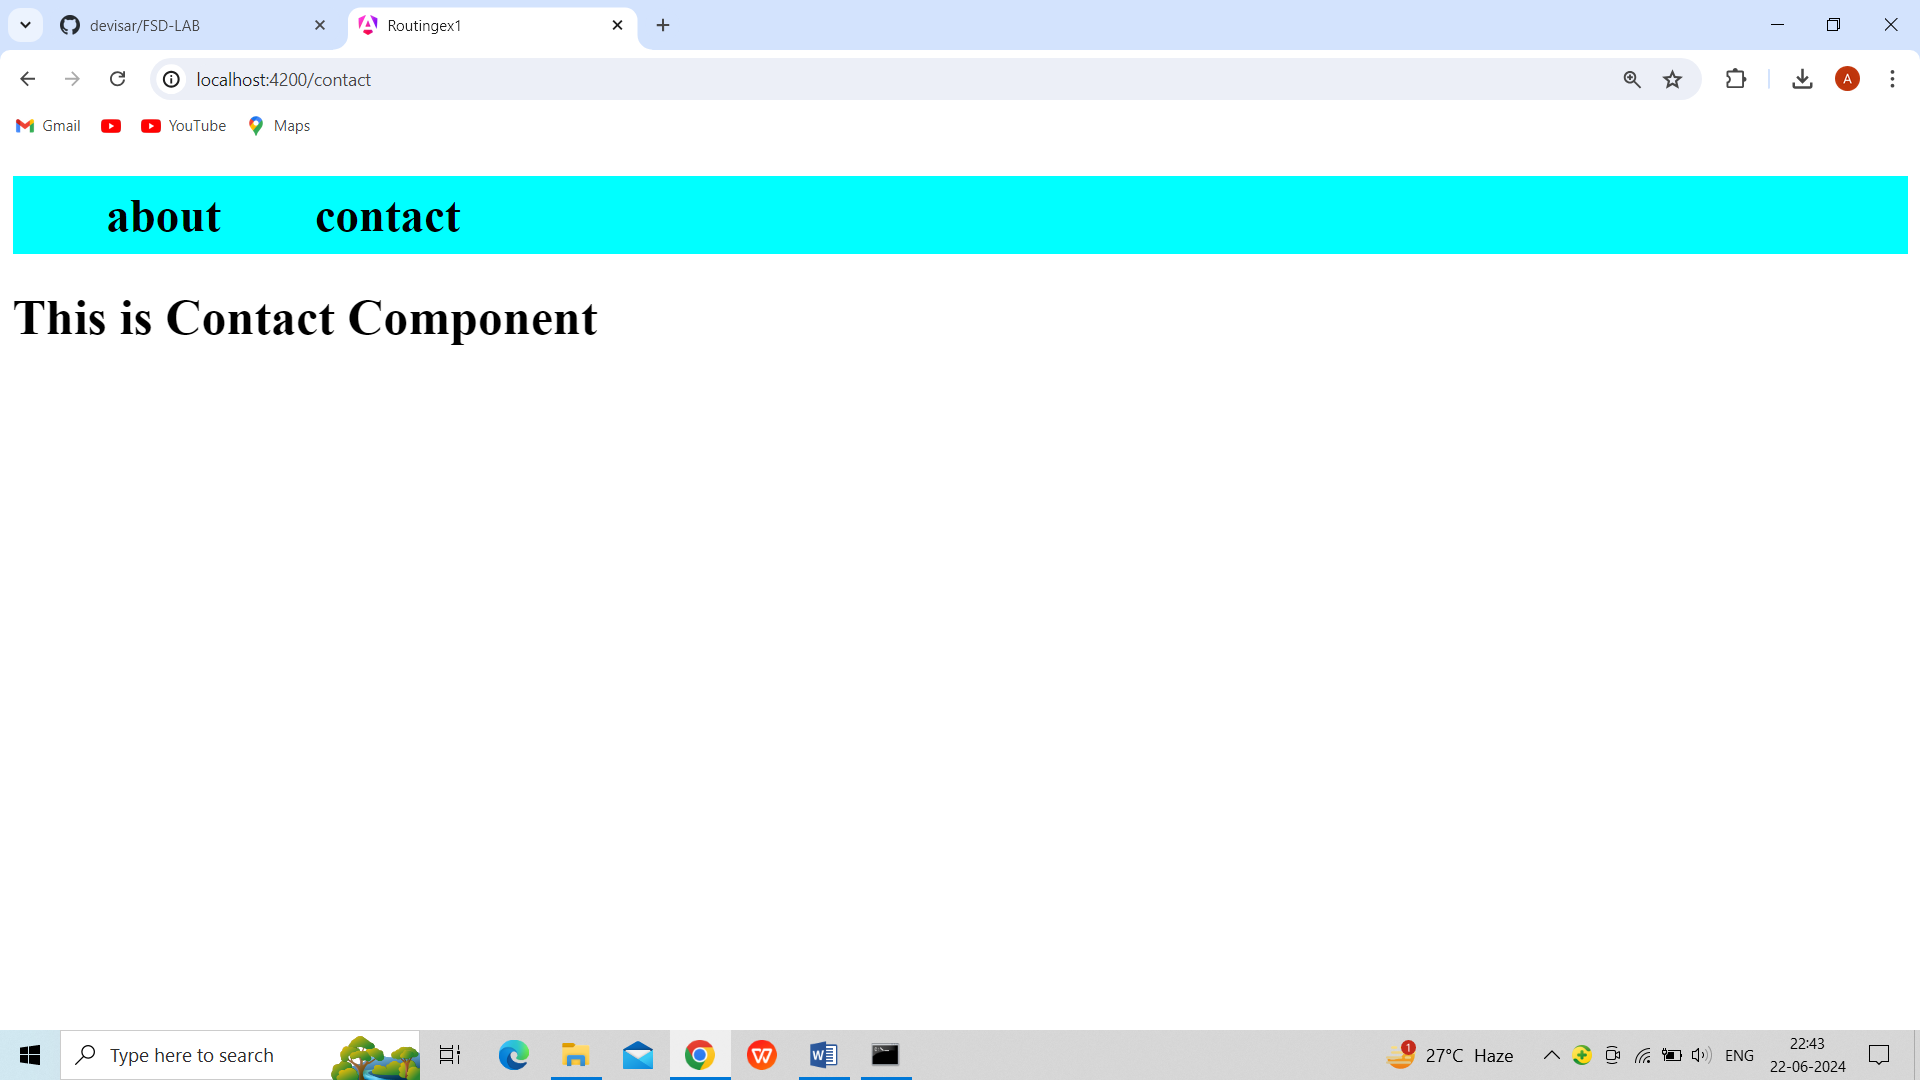 devisar/FSD-LAB
Routingex1
localhost:4200/contact
A
Gmail
YouTube
Maps
about contact
This is Contact Component
Type here to search
W
W
1
27°C Haze
ENG
22:43
22-06-2024